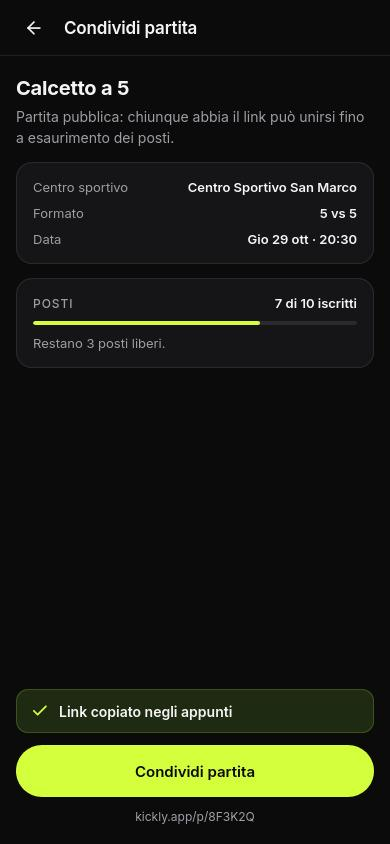 Condividi partita
Calcetto a 5
Partita pubblica: chiunque abbia il link può unirsi fino
a esaurimento dei posti.
Centro sportivo Centro Sportivo San Marco
Formato 5 vs 5
Data Gio 29 ott · 20:30
POSTI 7 di 10 iscritti
Restano 3 posti liberi.
Link copiato negli appunti
Condividi partita
kickly.app/p/8F3K2Q